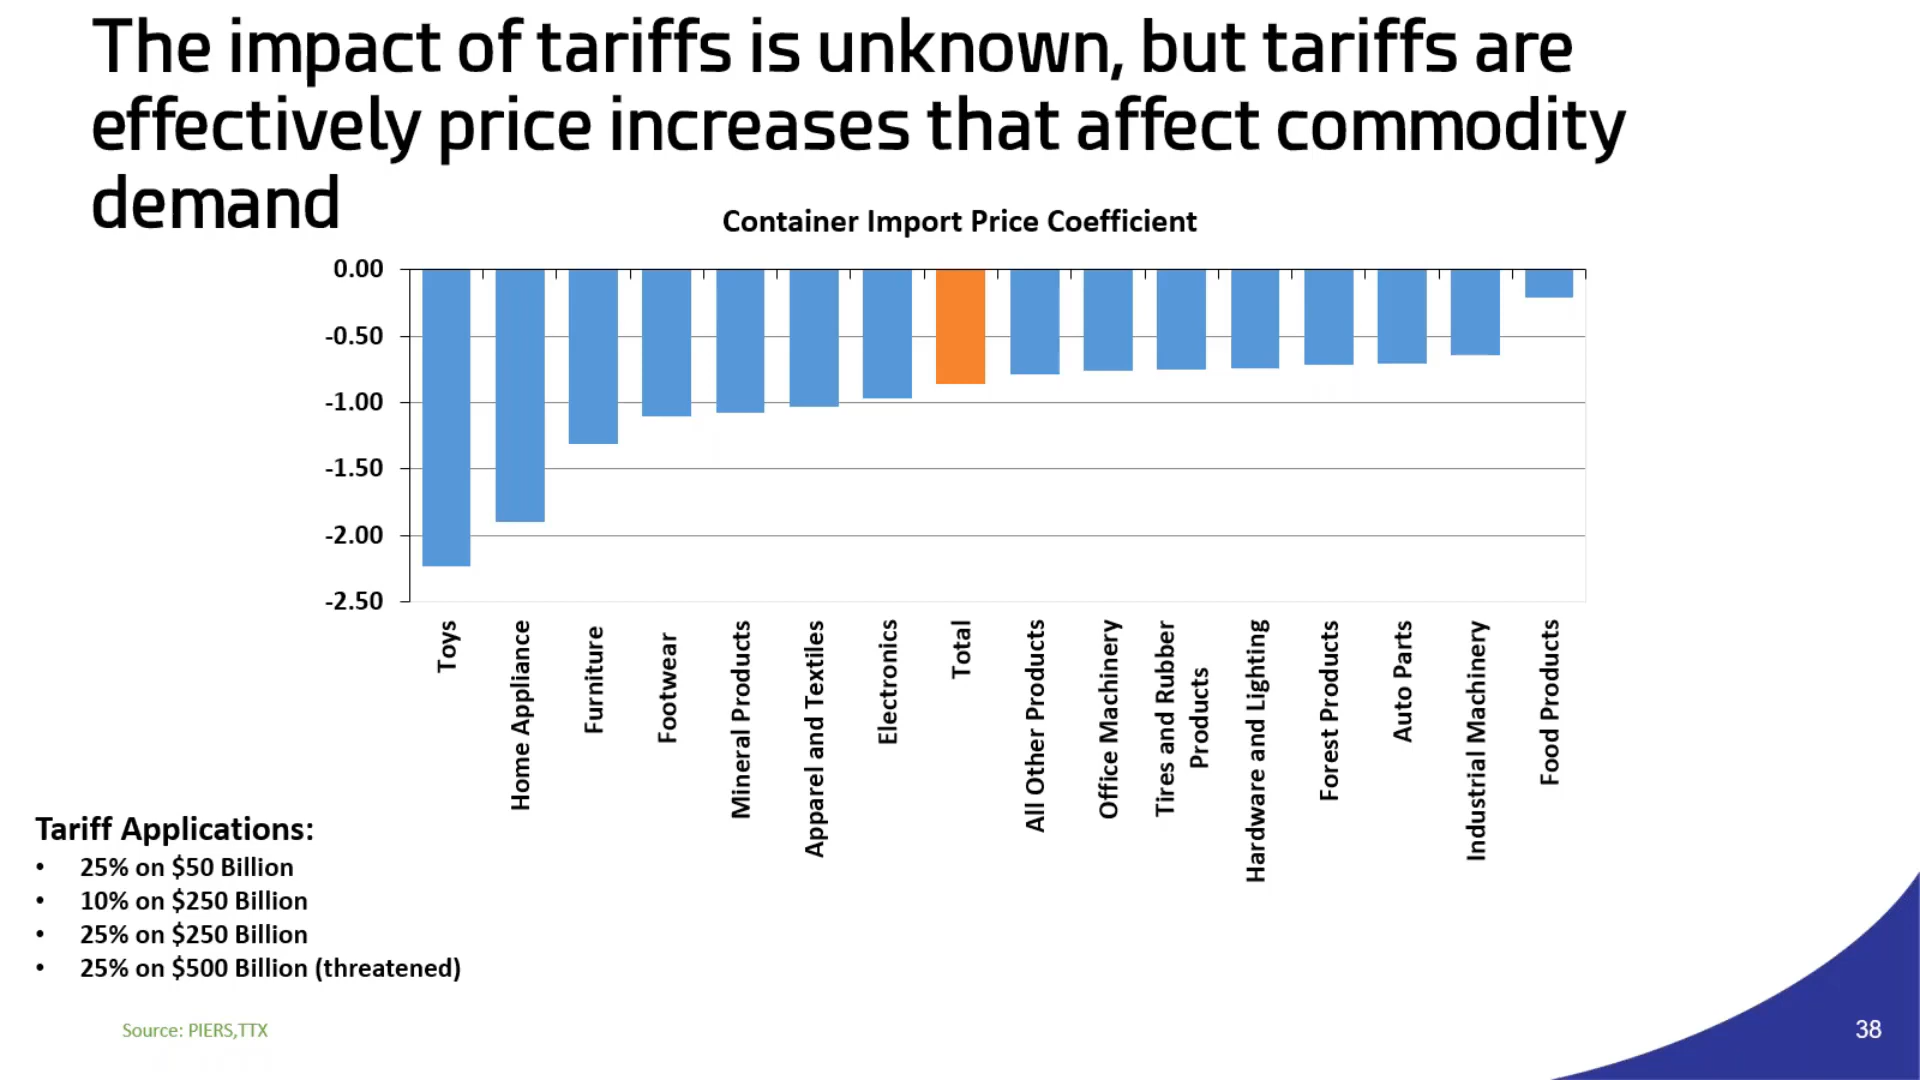 The impact of tariffs is unknown, but tariffs are
effectively price increases that affect commodity
demand
Container Import Price Coefficient
0.00
-0.50
-1.00
-1.50
-2.00
-2.50
Toys
Home Appliance
Furniture
Footwear
Mineral Products
Apparel and Textiles
Electronics
Total
All Other Products
Office Machinery
Tires and Rubber
Products
Hardware and Lighting
Forest Products
Auto Parts
Industrial Machinery
Food Products
Tariff Applications:
• 25% on $50 Billion
• 10% on $250 Billion
• 25% on $250 Billion
• 25% on $500 Billion (threatened)
Source: PIERS,TTX
38